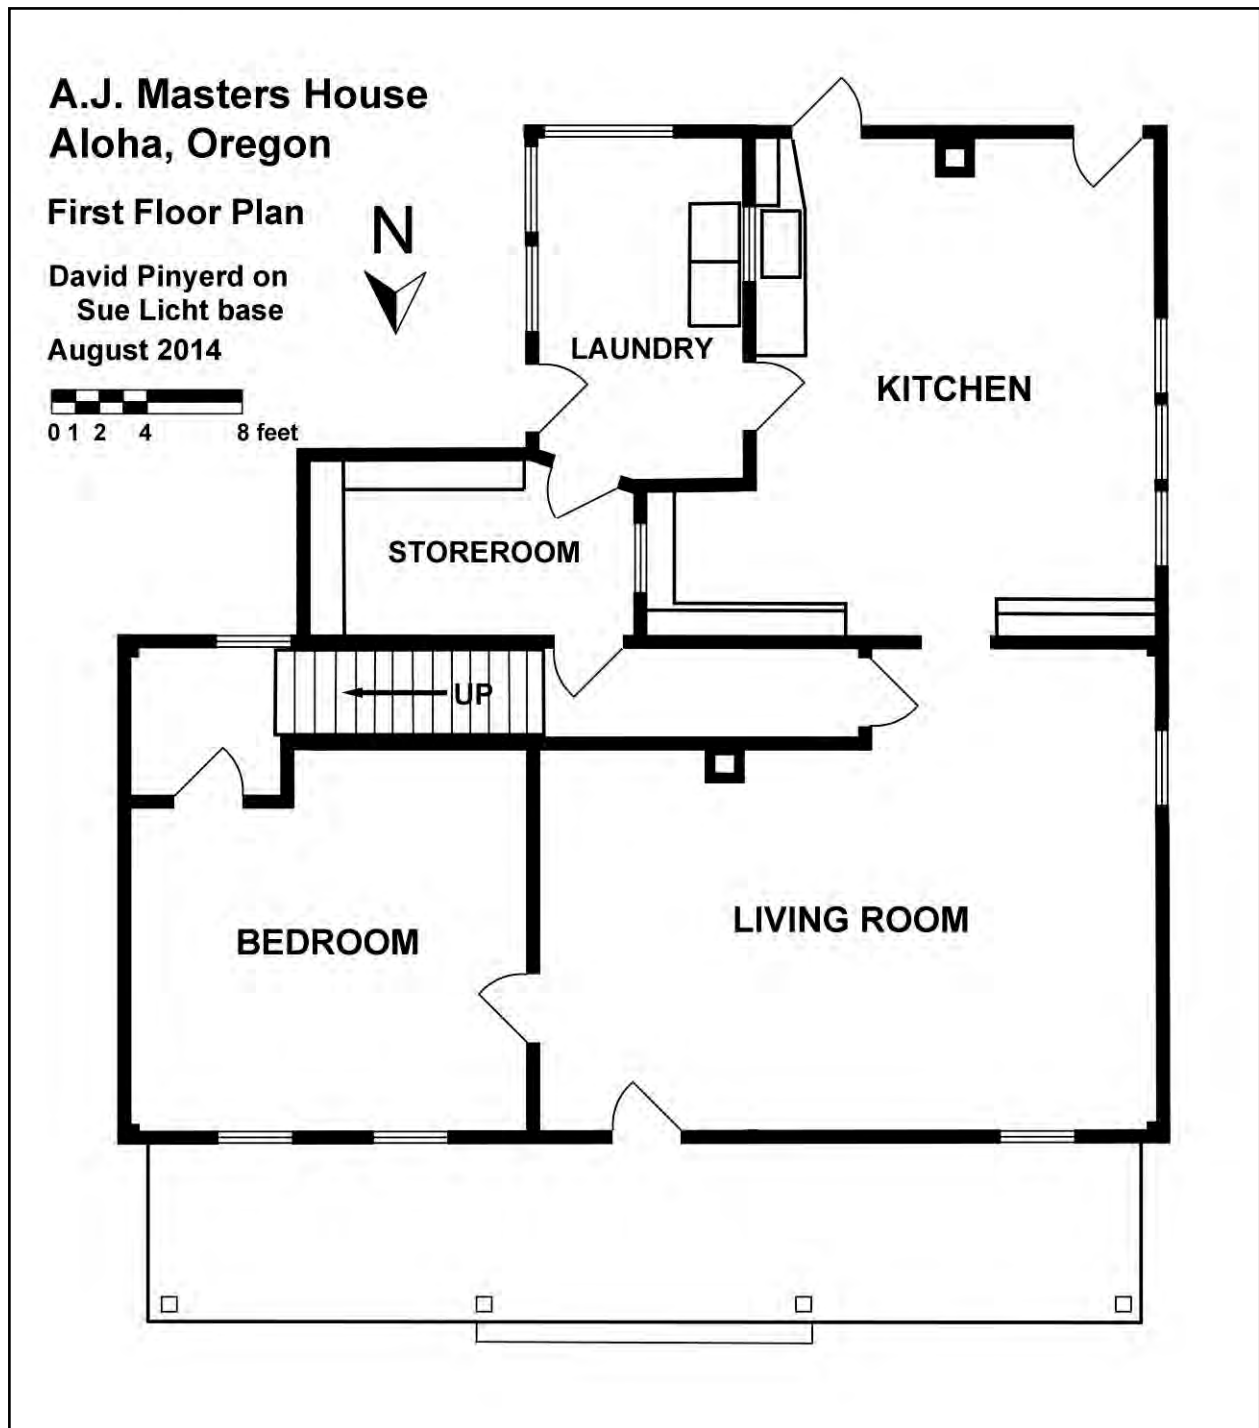 A.J. Masters House
Aloha, Oregon
First Floor Plan
N
David Pinyerd on
Sue Licht base
August 2014
0 1 2 4 8 feet
LAUNDRY
KITCHEN
STOREROOM
UP
LIVING ROOM
BEDROOM